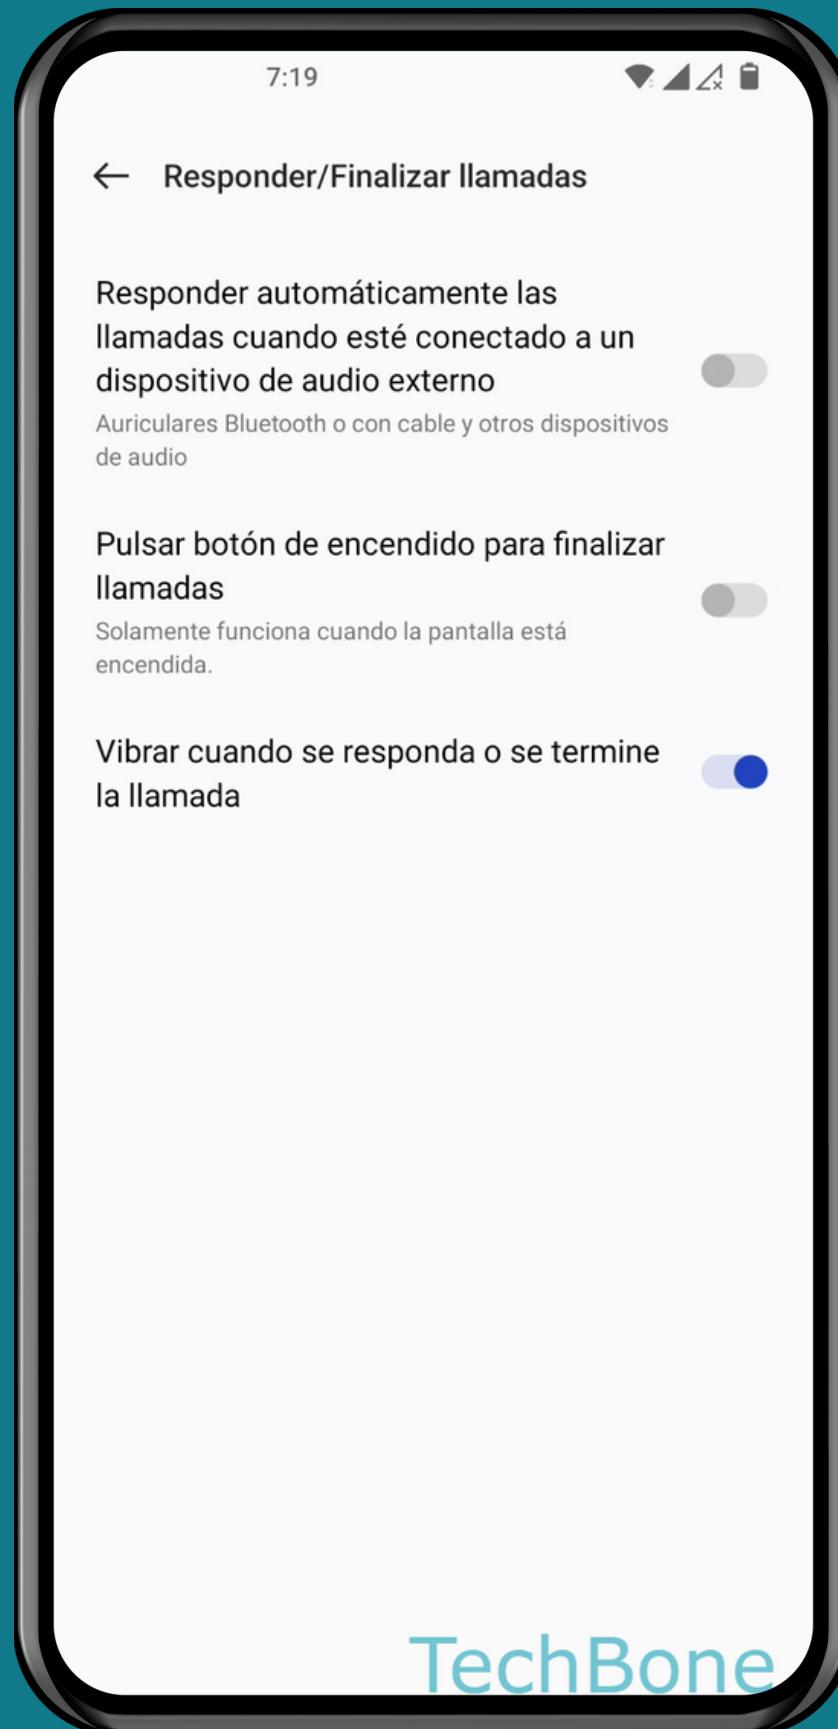 7:19
Responder/Finalizar llamadas
Responder automáticamente las
llamadas cuando esté conectado a un
dispositivo de audio externo
Auriculares Bluetooth o con cable y otros dispositivos
de audio
Pulsar botón de encendido para finalizar
llamadas
Solamente funciona cuando la pantalla está
encendida.
Vibrar cuando se responda o se termine
la llamada
TechBone